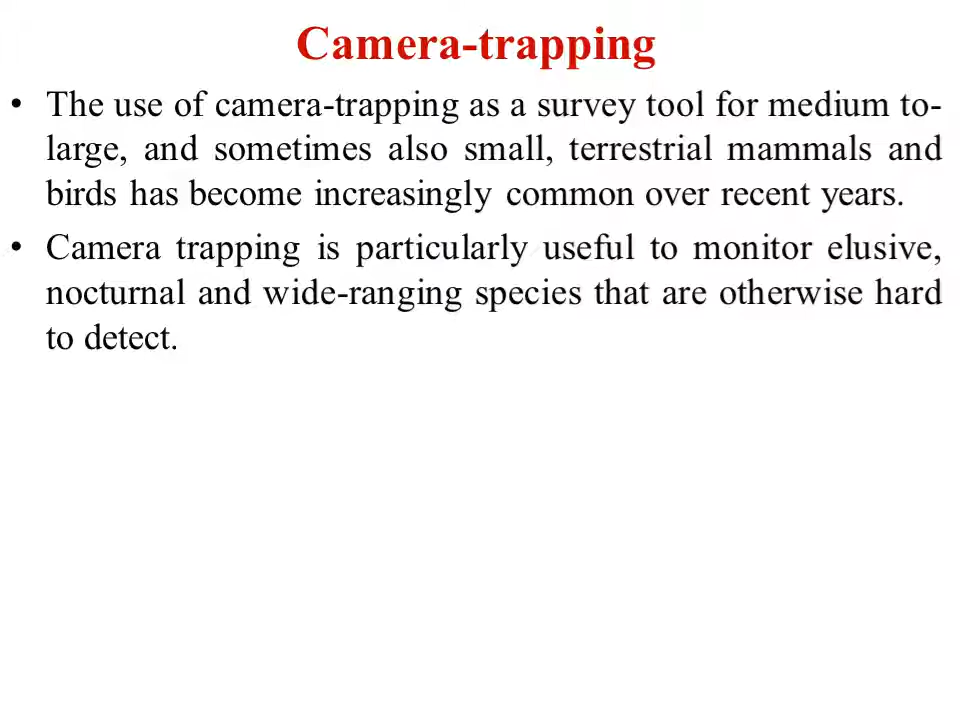 Camera-trapping
• The use of camera-trapping as a survey tool for medium to-
large, and sometimes also small, terrestrial mammals and
birds has become increasingly common over recent years.
• Camera trapping is particularly useful to monitor elusive,
nocturnal and wide-ranging species that are otherwise hard
to detect.